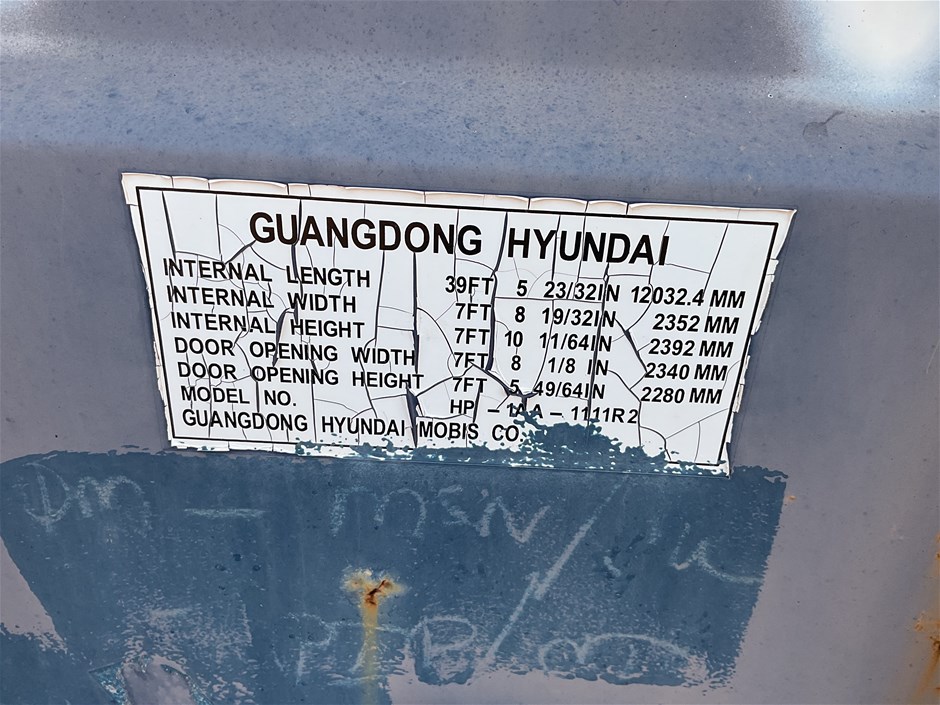 GUANGDONG HYUNDAI
INTERNAL LENGTH 39FT 5 23/32IN 12032.4 MM
INTERNAL WIDTH 7FT 8 19/32IN 2352 MM
INTERNAL HEIGHT 7FT 10 11/64IN 2392 MM
DOOR OPENING WIDTH 7FT 8 1/8 IN 2340 MM
DOOR OPENING HEIGHT 7FT 5 49/64IN 2280 MM
MODEL NO. HP - 1AA - 1111R2
GUANGDONG HYUNDAI MOBIS CO